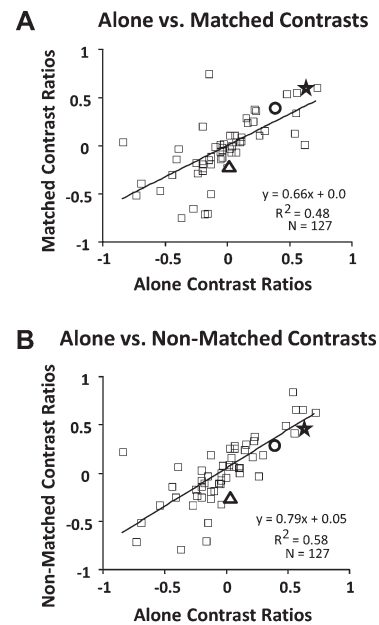 A Alone vs. Matched Contrasts
Matched Contrast Ratios
1
0.5
0
-0.5
-1
y = 0.66x + 0.0
R2 = 0.48
N = 127
-1 -0.5 0 0.5 1
Alone Contrast Ratios
B Alone vs. Non-Matched Contrasts
Non-Matched Contrast Ratios
1
0.5
0
-0.5
-1
y = 0.79x + 0.05
R2 = 0.58
N = 127
-1 -0.5 0 0.5 1
Alone Contrast Ratios